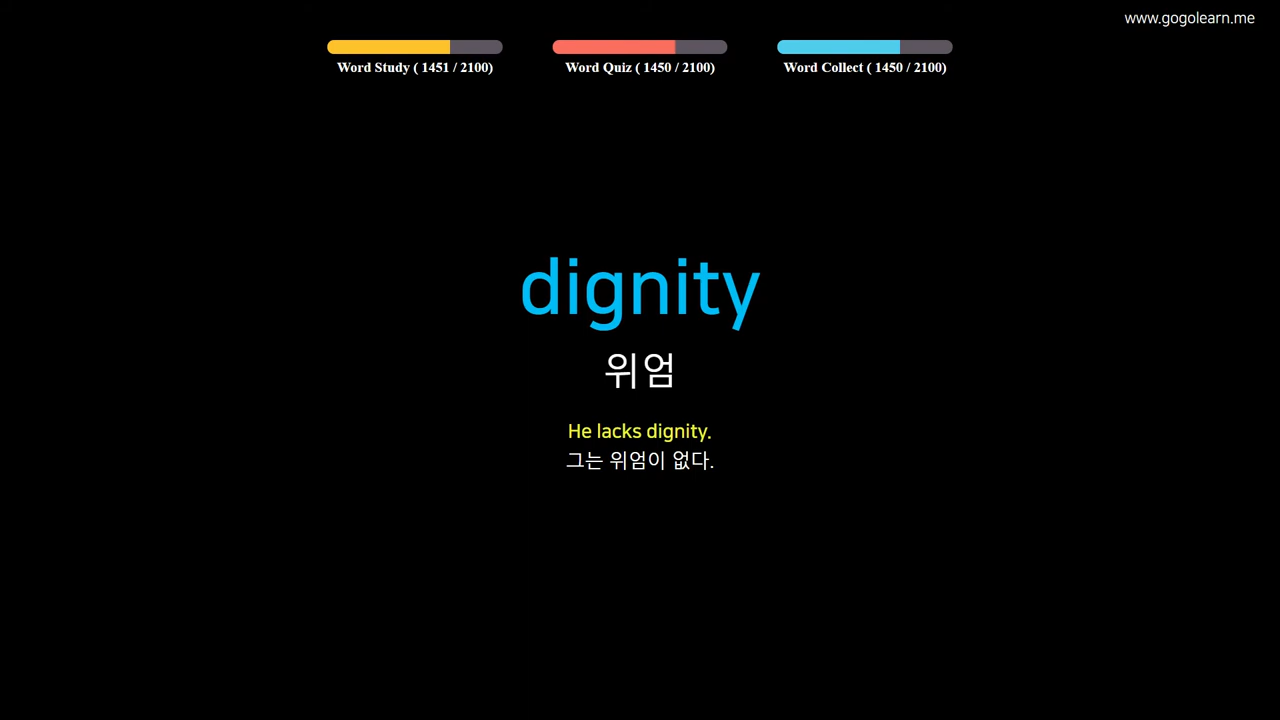 www.gogolearn.me
Word Study ( 1451 / 2100)
Word Quiz ( 1450 / 2100)
Word Collect ( 1450 / 2100)
dignity
위엄
He lacks dignity.
그는 위엄이 없다.